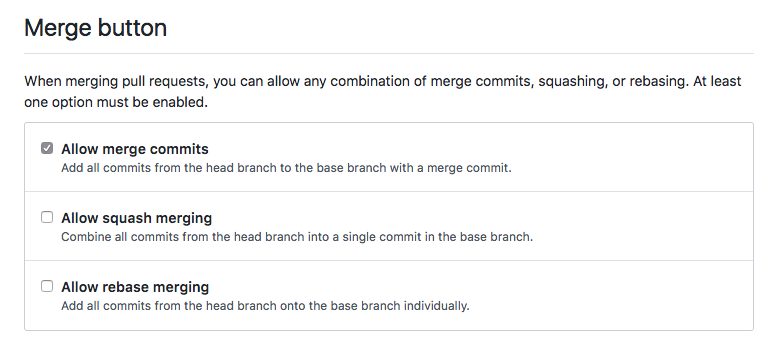 Merge button
When merging pull requests, you can allow any combination of merge commits, squashing, or rebasing. At least
one option must be enabled.
Allow merge commits
Add all commits from the head branch to the base branch with a merge commit.
Allow squash merging
Combine all commits from the head branch into a single commit in the base branch.
Allow rebase merging
Add all commits from the head branch onto the base branch individually.